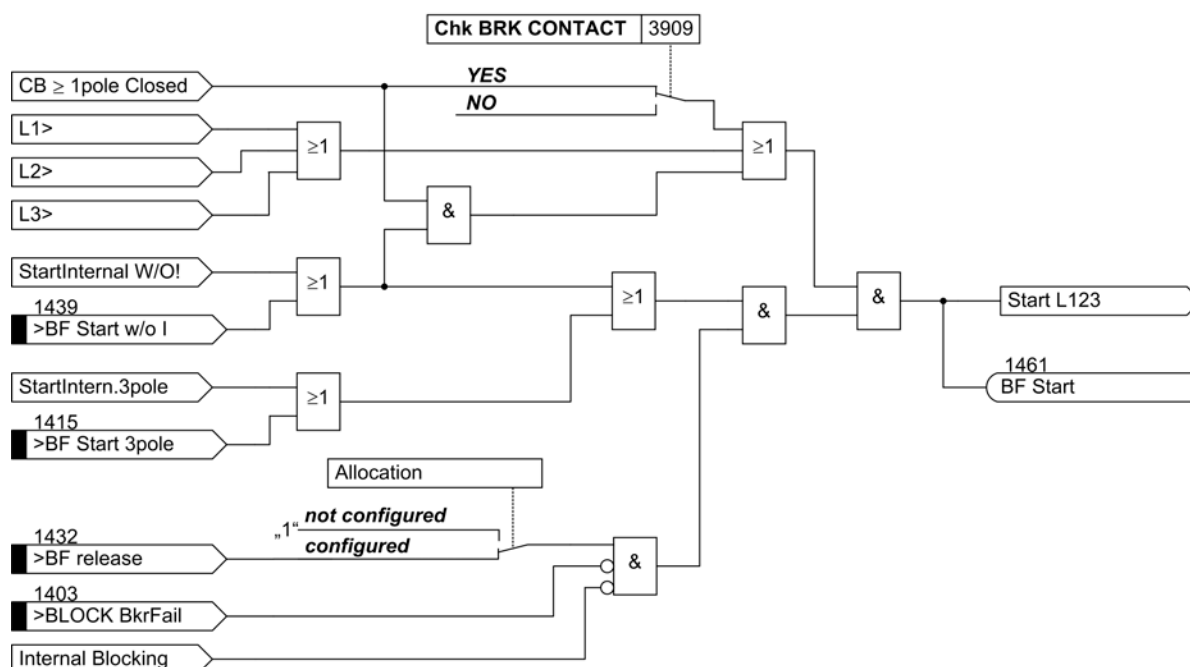 Chk BRK CONTACT 3909
CB ≥ 1pole Closed
YES
NO
L1>
≥1
≥1
L2>
L3>
&
StartInternal W/O!
≥1
≥1
&
&
Start L123
1439
>BF Start w/o I
1461
BF Start
StartIntern.3pole
≥1
1415
>BF Start 3pole
Allocation
„1“ not configured
1432
configured
>BF release
&
1403
>BLOCK BkrFail
Internal Blocking